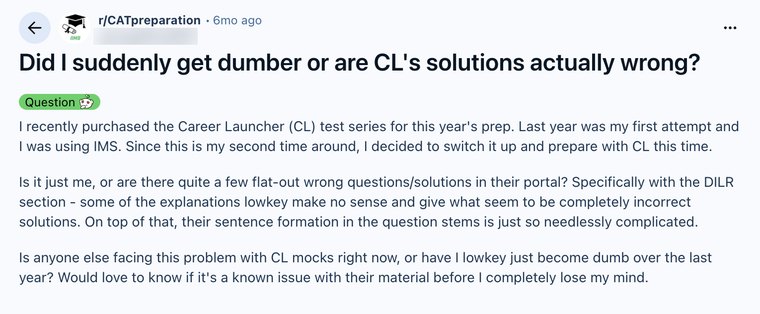 r/CATpreparation • 6mo ago
IIMS
Did I suddenly get dumber or are CL's solutions actually wrong?
Question
I recently purchased the Career Launcher (CL) test series for this year's prep. Last year was my first attempt and
I was using IMS. Since this is my second time around, I decided to switch it up and prepare with CL this time.
Is it just me, or are there quite a few flat-out wrong questions/solutions in their portal? Specifically with the DILR
section - some of the explanations lowkey make no sense and give what seem to be completely incorrect
solutions. On top of that, their sentence formation in the question stems is just so needlessly complicated.
Is anyone else facing this problem with CL mocks right now, or have I lowkey just become dumb over the last
year? Would love to know if it's a known issue with their material before I completely lose my mind.